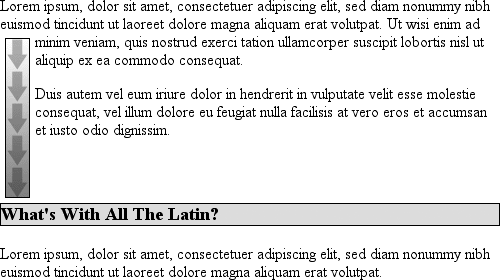 Lorem ipsum, dolor sit amet, consectetuer adipiscing elit, sed diam nonummy nibh
euismod tincidunt ut laoreet dolore magna aliquam erat volutpat. Ut wisi enim ad
minim veniam, quis nostrud exerci tation ullamcorper suscipit lobortis nisl ut
aliquip ex ea commodo consequat.
Duis autem vel eum iriure dolor in hendrerit in vulputate velit esse molestie
consequat, vel illum dolore eu feugiat nulla facilisis at vero eros et accumsan
et iusto odio dignissim.
What's With All The Latin?
Lorem ipsum, dolor sit amet, consectetuer adipiscing elit, sed diam nonummy nibh
euismod tincidunt ut laoreet dolore magna aliquam erat volutpat.